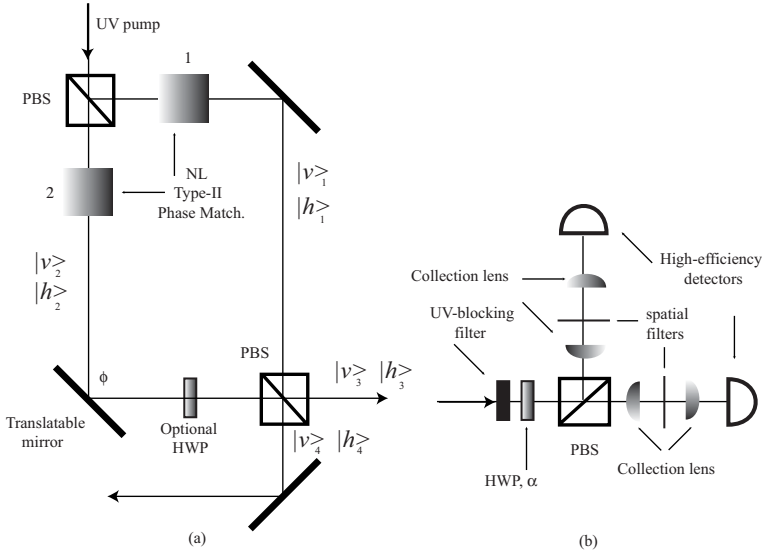 UV pump
1
PBS
NL
Type-II
Phase Match.
2
|v>₁
|h>₁
|v>₂
|h>₂
PBS
ϕ
|v>₃ |h>₃
Translatable
mirror
Optional
HWP
|v>₄ |h>₄
(a)
High-efficiency
detectors
Collection lens
UV-blocking
filter
spatial
filters
PBS
Collection lens
HWP, α
(b)